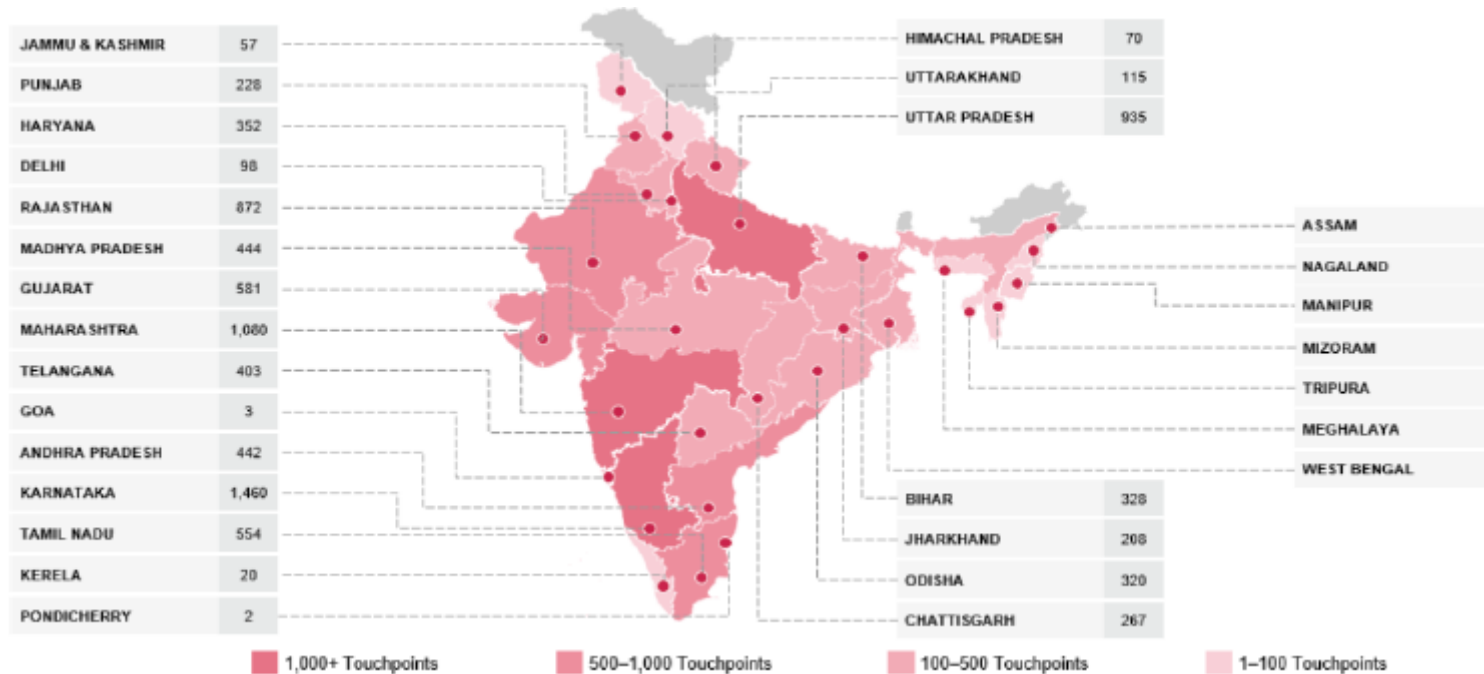 JAMMU & KASHMIR 57
PUNJAB 228
HARYANA 352
DELHI 98
RAJASTHAN 872
MADHYA PRADESH 444
GUJARAT 581
MAHARASHTRA 1,080
TELANGANA 403
GOA 3
ANDHRA PRADESH 442
KARNATAKA 1,460
TAMIL NADU 554
KERELA 20
PONDICHERRY 2
HIMACHAL PRADESH 70
UTTARAKHAND 115
UTTAR PRADESH 935
ASSAM
NAGALAND
MANIPUR
MIZORAM
TRIPURA
MEGHALAYA
WEST BENGAL
BIHAR 328
JHARKHAND 208
ODISHA 320
CHATTISGARH 267
1,000+ Touchpoints
500–1,000 Touchpoints
100–500 Touchpoints
1–100 Touchpoints